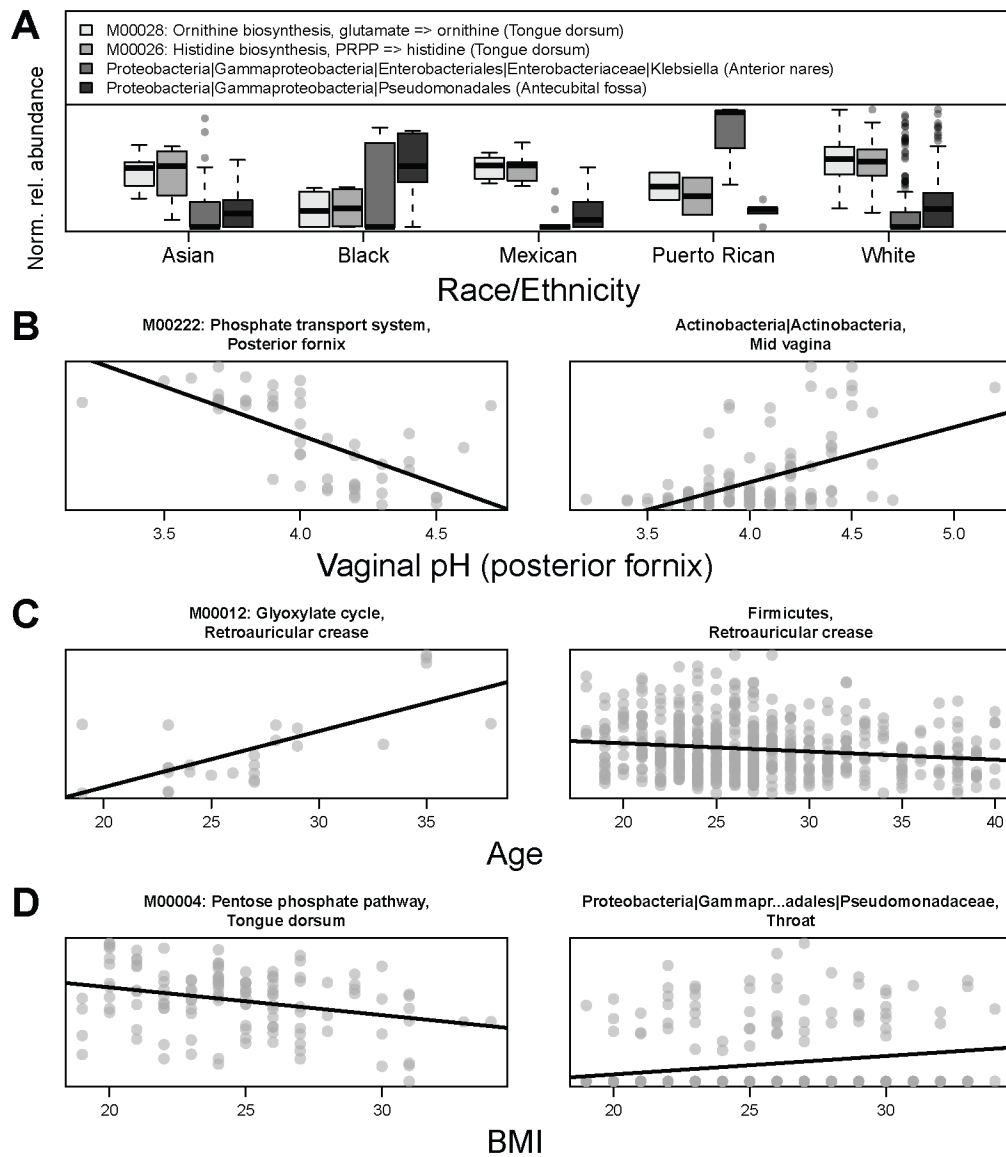 A
M00028: Ornithine biosynthesis, glutamate => ornithine (Tongue dorsum)
M00026: Histidine biosynthesis, PRPP => histidine (Tongue dorsum)
Proteobacteria|Gammaproteobacteria|Enterobacteriales|Enterobacteriaceae|Klebsiella (Anterior nares)
Proteobacteria|Gammaproteobacteria|Pseudomonadales (Antecubital fossa)
Norm. rel. abundance
Asian Black Mexican Puerto Rican White
Race/Ethnicity
B
M00222: Phosphate transport system,
Posterior fornix
Actinobacteria|Actinobacteria,
Mid vagina
3.5 4.0 4.5
3.5 4.0 4.5 5.0
Vaginal pH (posterior fornix)
C
M00012: Glyoxylate cycle,
Retroauricular crease
Firmicutes,
Retroauricular crease
20 25 30 35
20 25 30 35 40
Age
D
M00004: Pentose phosphate pathway,
Tongue dorsum
Proteobacteria|Gammapr...adales|Pseudomonadaceae,
Throat
20 25 30
20 25 30
BMI